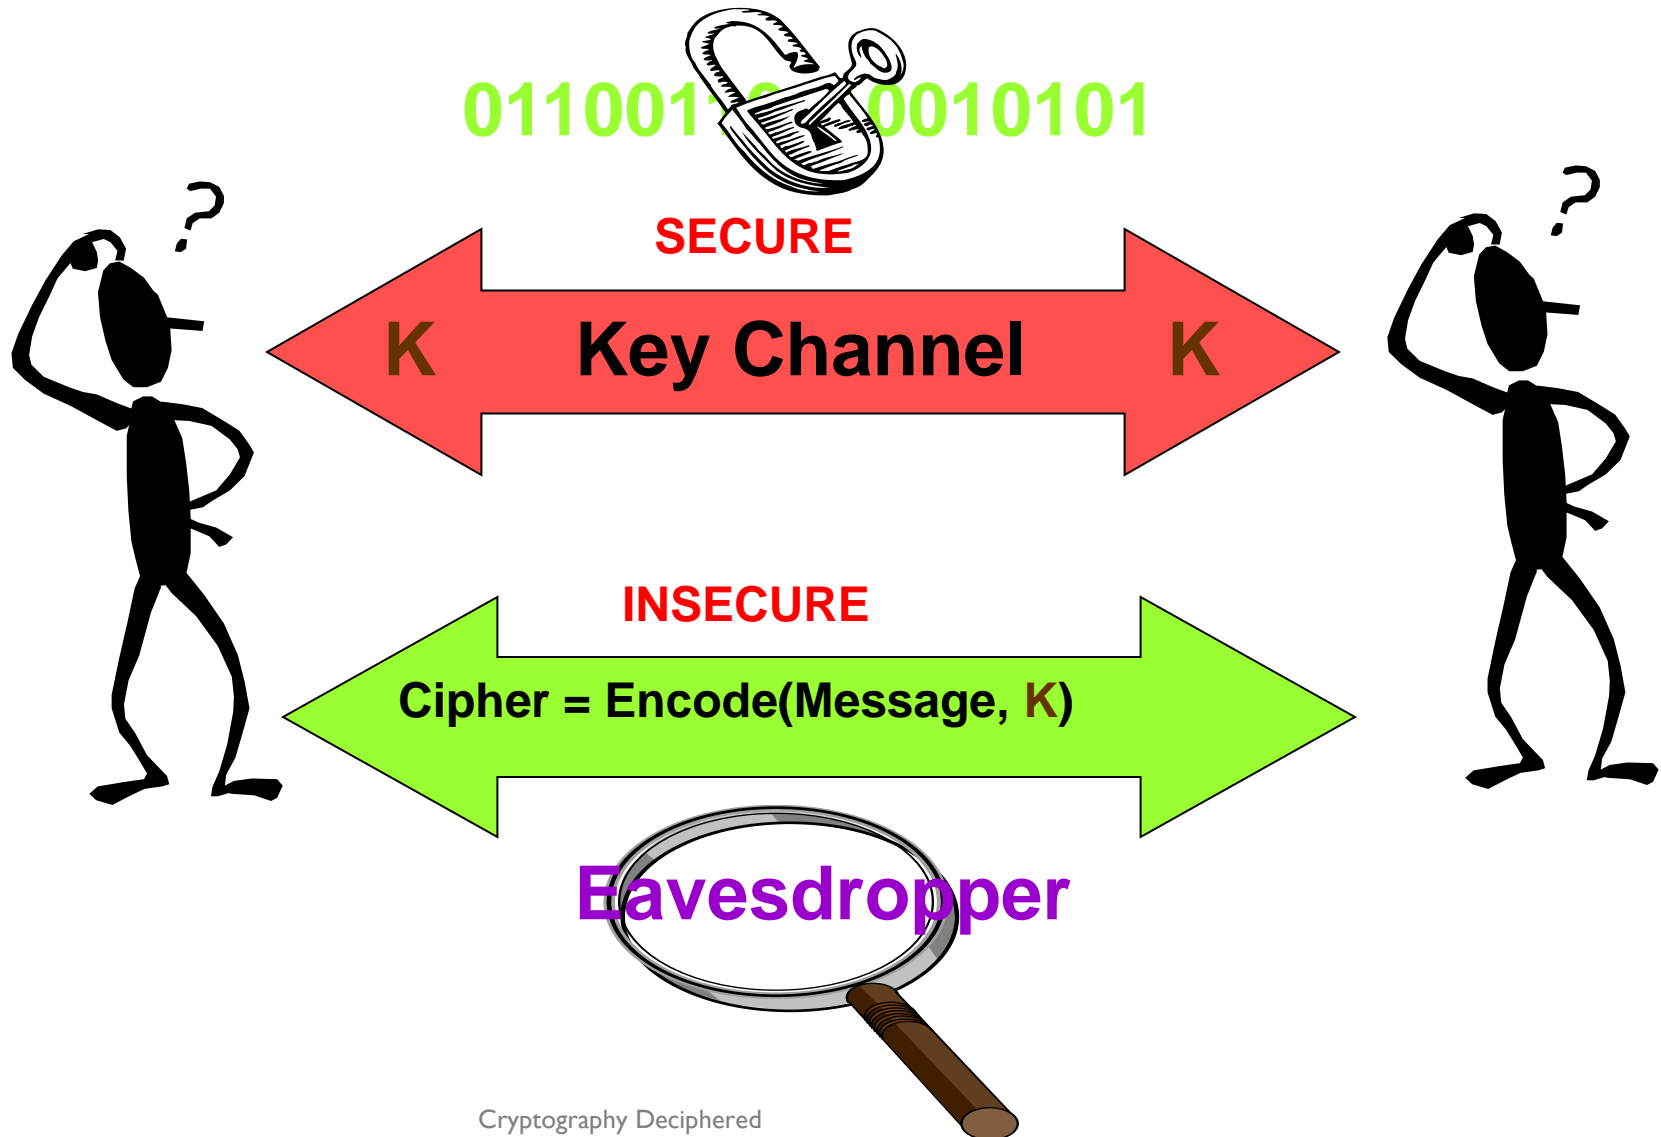 0110011 0010101
SECURE
K Key Channel K
INSECURE
Cipher = Encode(Message, K)
Eavesdropper
Cryptography Deciphered
? ?